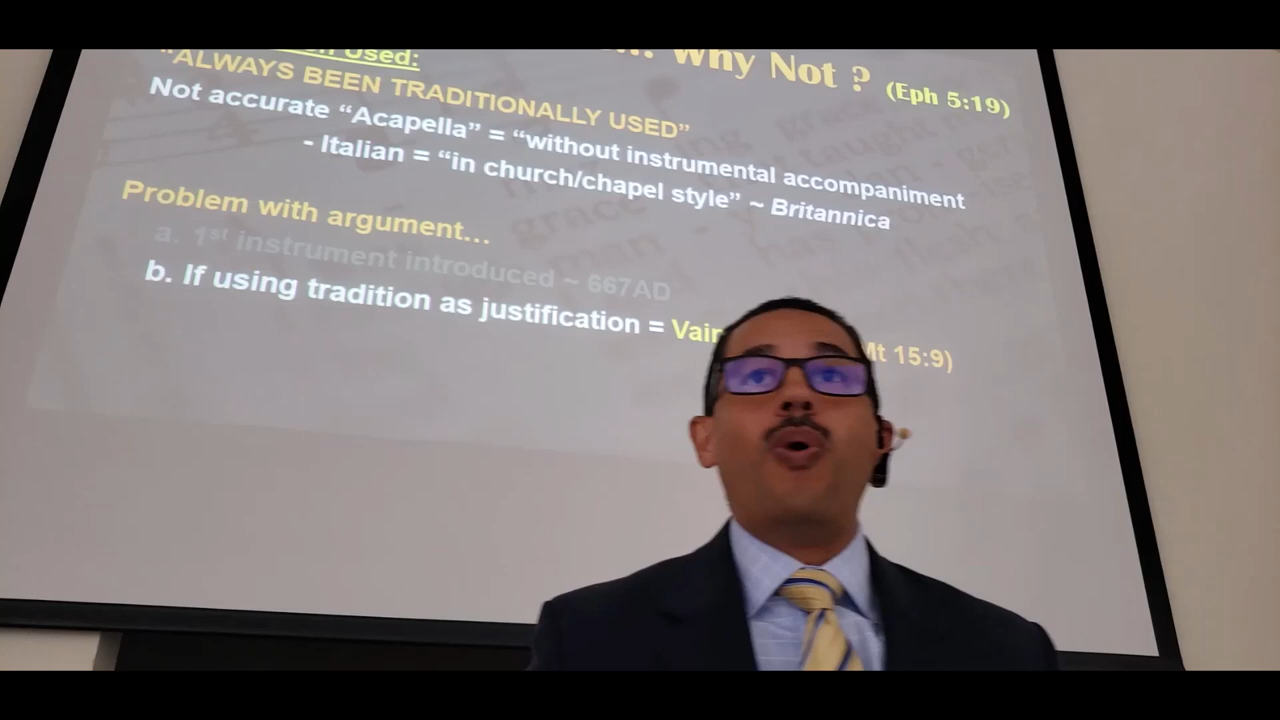 Why Not ? (Eph 5:19)
Used:
"ALWAYS BEEN TRADITIONALLY USED"
Not accurate “Acapella” = “without instrumental accompaniment
- Italian = “in church/chapel style” ~ Britannica
Problem with argument...
a. 1st instrument introduced ~ 667AD
b. If using tradition as justification = Mt 15:9)